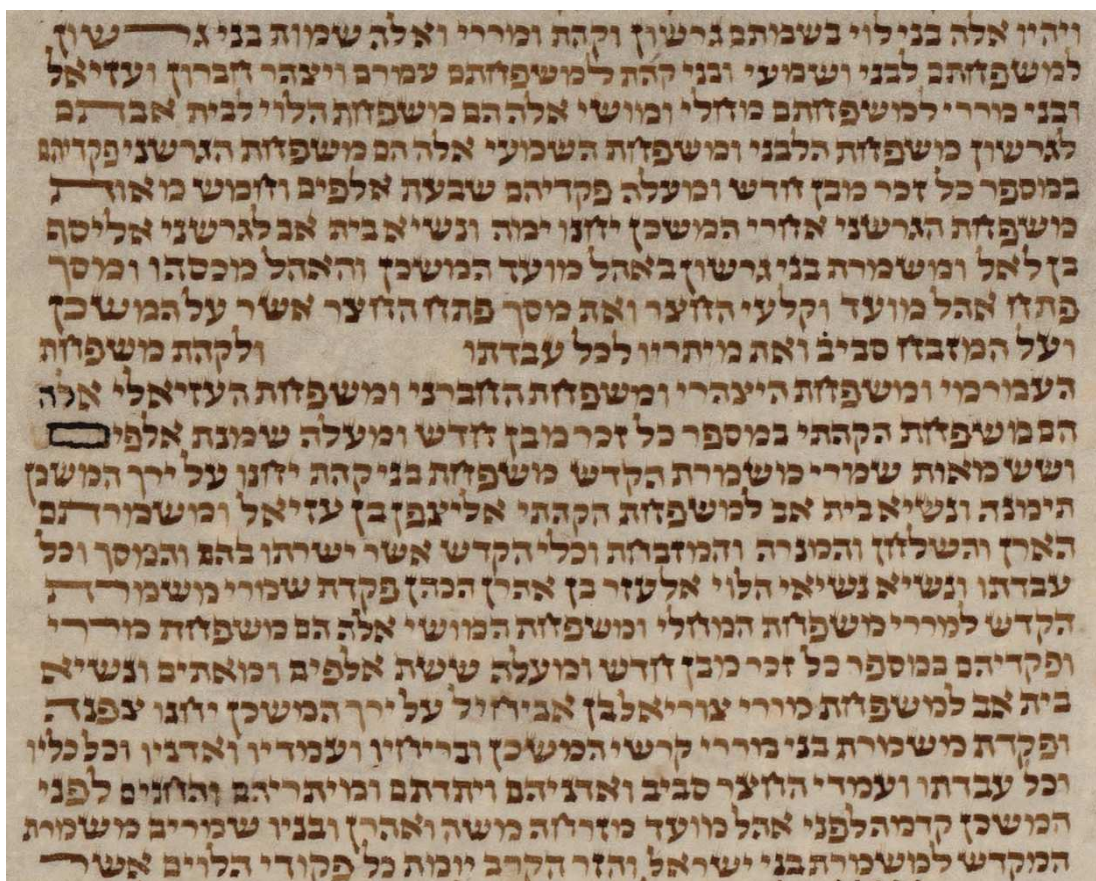 ויהיו אלה בני לוי בשמתם גרשון וקהת ומררי ואלה שמות בני גרשון
למשפחתם לבני ושמעי ובני קהת למשפחתם עמרם ויצהר חברון ועזיאל
ובני מררי למשפחתם מחלי ומושי אלה הם משפחת הלוי לבית אבתם
לגרשון משפחת הלבני ומשפחת השמעי אלה הם משפחת הגרשני פקדיהם
במספר כל זכר מבן חדש ומעלה פקדיהם שבעת אלפים וחמש מאות
משפחת הגרשני אחרי המשכן יחנו ימה ונשיא בית אב לגרשני אליסף
בן לאל ומשמרת בני גרשון באהל מועד המשכן והאהל מכסהו ומסך
פתח אהל מועד וקלעי החצר ואת מסך פתח החצר אשר על המשכן
ועל המזבח סביב ואת מיתריו לכל עבדתו ולקהת משפחת
העמרמי ומשפחת היצהרי ומשפחת החברני ומשפחת העזיאלי אלה
הם משפחת הקהתי במספר כל זכר מבן חדש ומעלה שמנת אלפים
ושש מאות שמרי משמרת הקדש משפחת בני קהת יחנו על ירך המשכן
תימנה ונשיא בית אב למשפחת הקהתי אליצפן בן עזיאל ומשמרתם
הארן והשלחן והמנרה והמזבחת וכלי הקדש אשר ישרתו בהם והמסך וכל
עבדתו ונשיא נשיאי הלוי אלעזר בן אהרן הכהן פקדת שמרי משמרת
הקדש למררי משפחת המחלי ומשפחת המושי אלה הם משפחת מררי
ופקדיהם במספר כל זכר מבן חדש ומעלה ששת אלפים ומאתים ונשיא
בית אב למשפחת מררי צוריאל בן אביחיל על ירך המשכן יחנו צפנה
ופקדת משמרת בני מררי קרשי המשכן ובריחיו ועמדיו ואדניו וכל כליו
וכל עבדתו ועמדי החצר סביב ואדניהם ויתדתם ומיתריהם והחנים לפני
המשכן קדמה לפני אהל מועד מזרחה משה ואהרן ובניו שמרים משמרת
המקדש למשמרת בני ישראל והזר הקרב יומת כל פקודי הלוים אשר